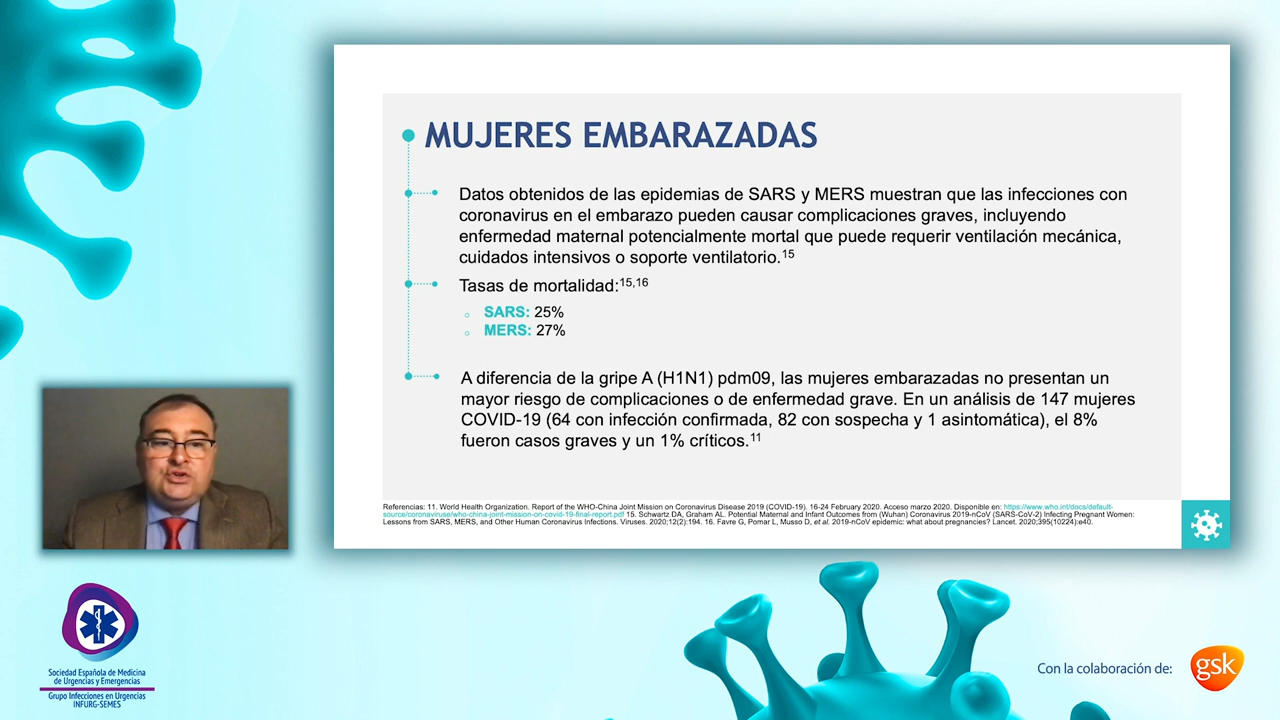 MUJERES EMBARAZADAS
Datos obtenidos de las epidemias de SARS y MERS muestran que las infecciones con
coronavirus en el embarazo pueden causar complicaciones graves, incluyendo
enfermedad maternal potencialmente mortal que puede requerir ventilación mecánica,
cuidados intensivos o soporte ventilatorio.15
Tasas de mortalidad:15,16
SARS: 25%
MERS: 27%
A diferencia de la gripe A (H1N1) pdm09, las mujeres embarazadas no presentan un
mayor riesgo de complicaciones o de enfermedad grave. En un análisis de 147 mujeres
COVID-19 (64 con infección confirmada, 82 con sospecha y 1 asintomática), el 8%
fueron casos graves y un 1% críticos.11
Referencias: 11. World Health Organization. Report of the WHO-China Joint Mission on Coronavirus Disease 2019 (COVID-19). 16-24 February 2020. Acceso marzo 2020. Disponible en: https://www.who.int/docs/default-
source/coronaviruse/who-china-joint-mission-on-covid-19-final-report.pdf 15. Schwartz DA, Graham AL. Potential Maternal and Infant Outcomes from (Wuhan) Coronavirus 2019-nCoV (SARS-CoV-2) Infecting Pregnant Women:
Lessons from SARS, MERS, and Other Human Coronavirus Infections. Viruses. 2020;12(2):194. 16. Favre G, Pomar L, Musso D, et al. 2019-nCoV epidemic: what about pregnancies? Lancet. 2020;395(10224):e40.
Sociedad Española de Medicina
de Urgencias y Emergencias
Grupo Infecciones en Urgencias
INFURG-SEMES
Con la colaboración de:
gsk